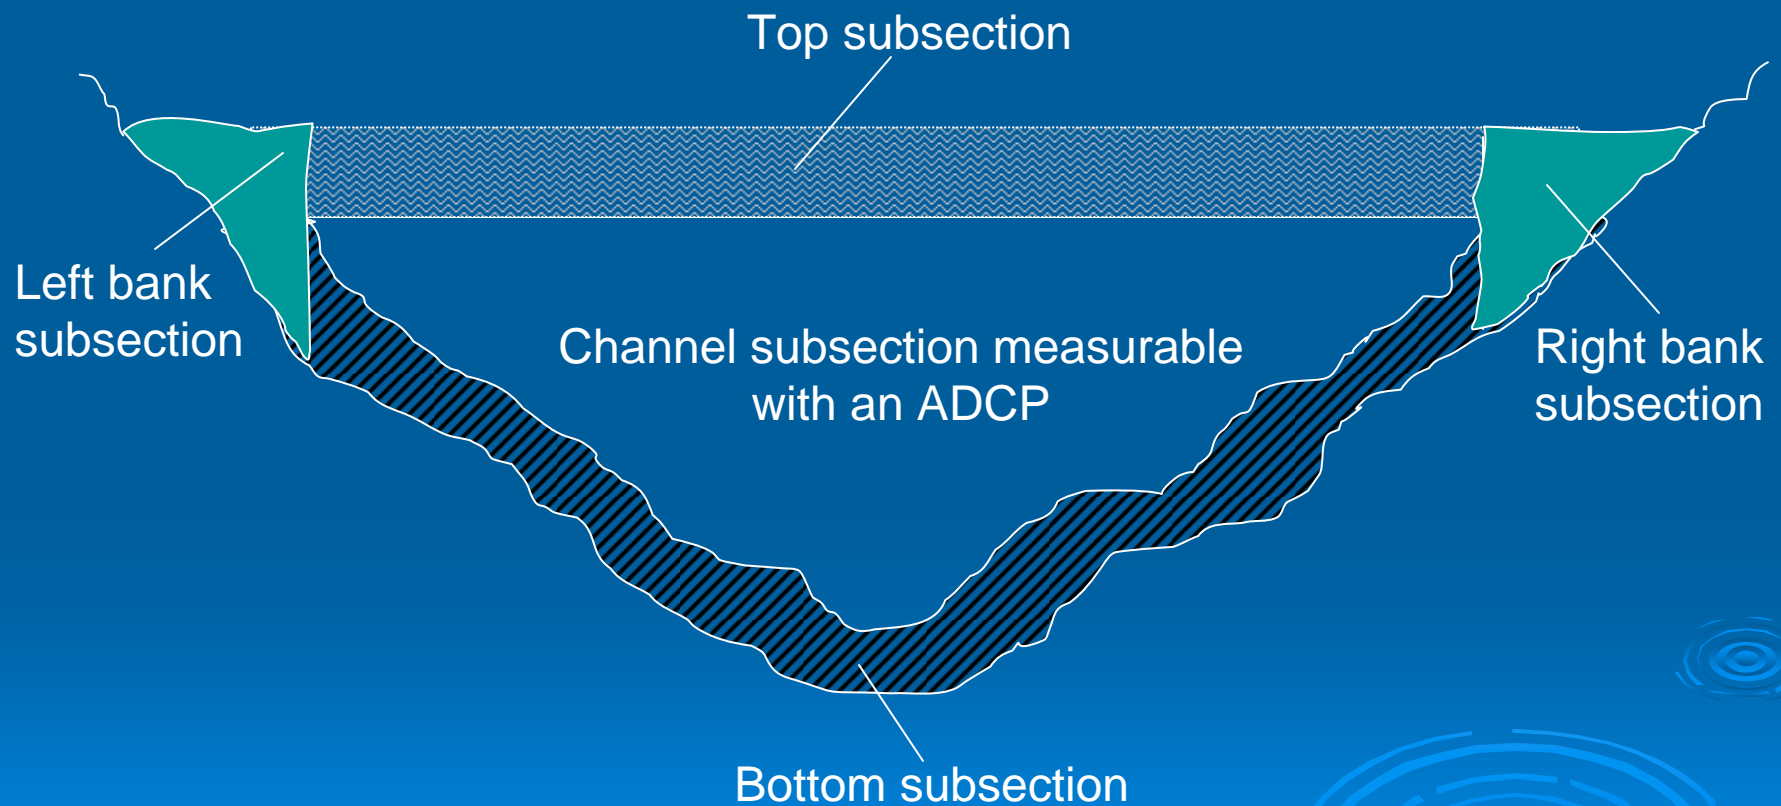 Top subsection
Left bank
subsection
Channel subsection measurable
with an ADCP
Right bank
subsection
Bottom subsection